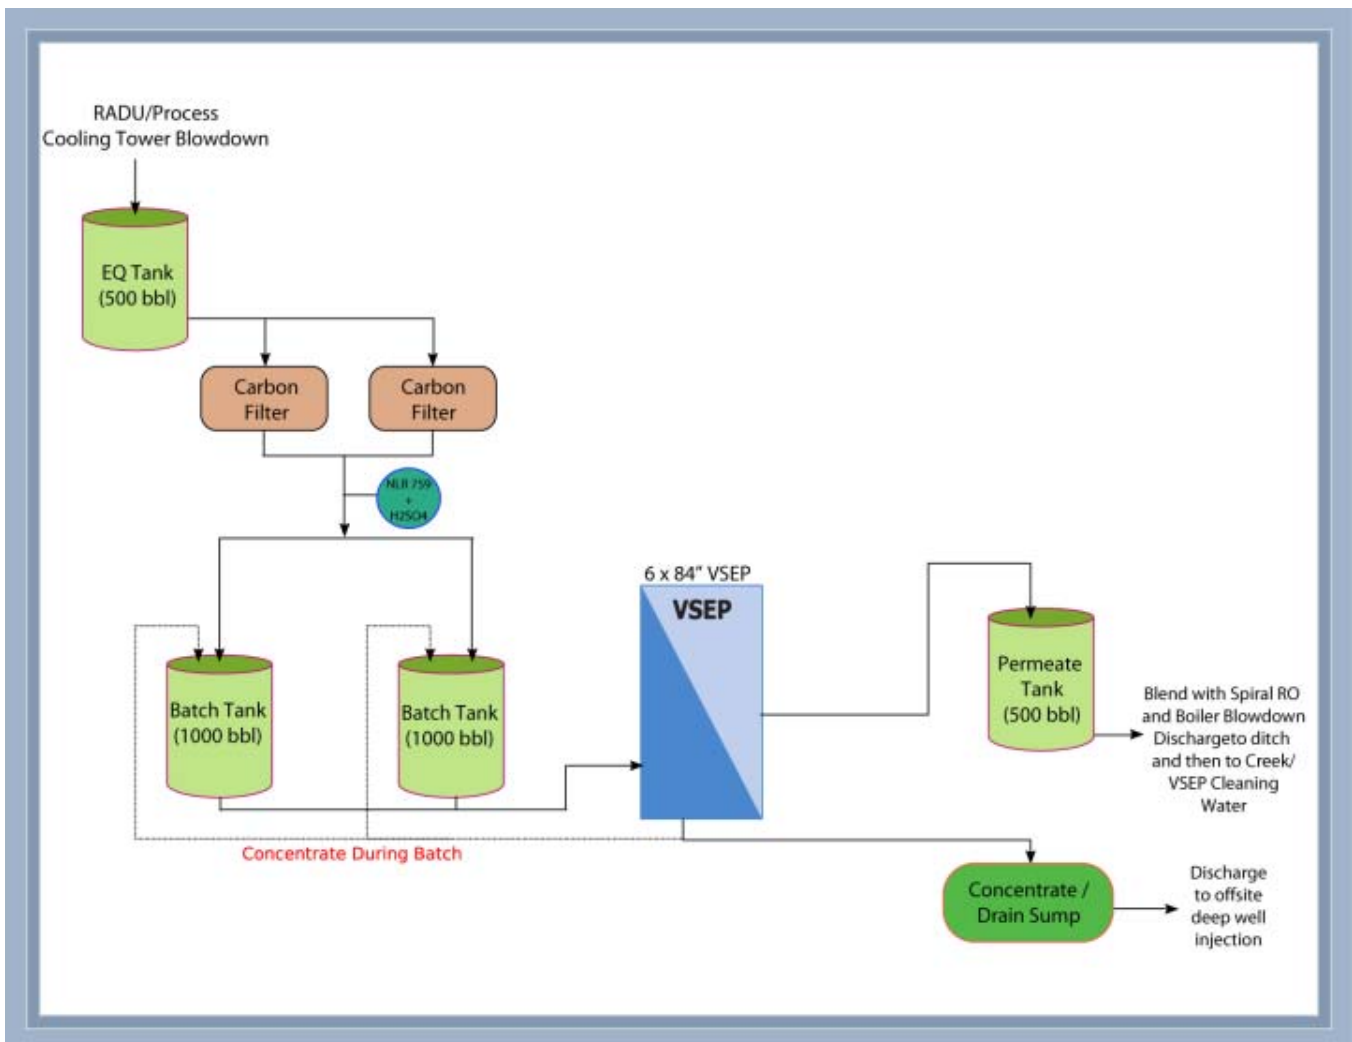 RADU/Process
Cooling Tower Blowdown
EQ Tank
(500 bbl)
Carbon
Filter
Carbon
Filter
NLR 759
+
H2SO4
6 x 84” VSEP
VSEP
Batch Tank
(1000 bbl)
Batch Tank
(1000 bbl)
Permeate
Tank
(500 bbl)
Blend with Spiral RO
and Boiler Blowdown
Dischargeto ditch
and then to Creek/
VSEP Cleaning
Water
Concentrate During Batch
Concentrate /
Drain Sump
Discharge
to offsite
deep well
injection